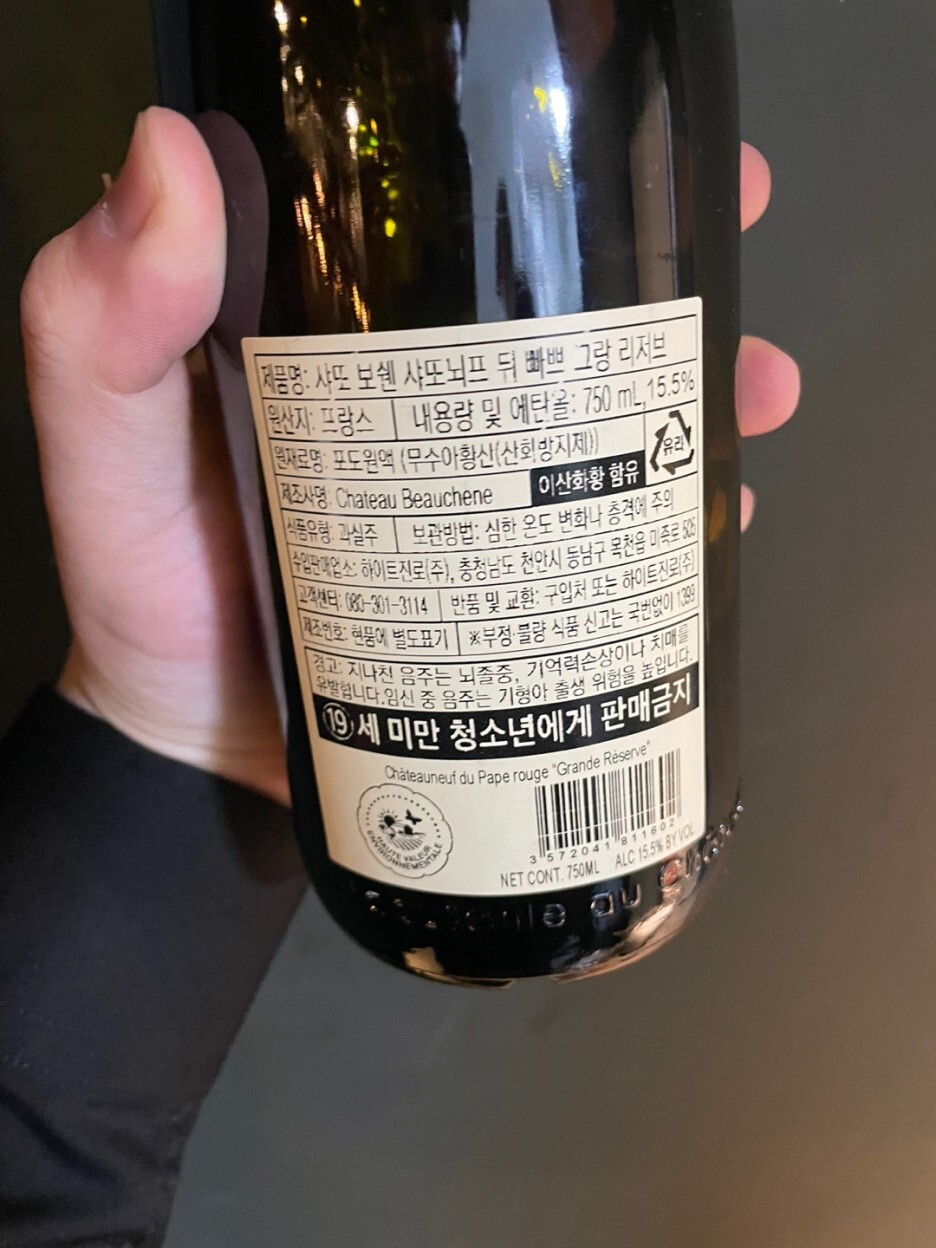 제품명: 샤또 보쉔 샤또뇌프 뒤 빠쁘 그랑 리저브
원산지: 프랑스 내용량 및 에탄올: 750 mL, 15.5%
원재료명: 포도원액 (무수아황산(산화방지제))
유리
제조사명: Chateau Beauchene 이산화황 함유
식품유형: 과실주 보관방법: 심한 온도 변화나 충격에 주의
수입판매업소: 하이트진로(주), 충청남도 천안시 동남구 목천읍 미죽로 505
고객센터: 080-301-3114 반품 및 교환: 구입처 또는 하이트진로(주)
제조번호: 현품에 별도표기 ※부정·불량 식품 신고는 국번없이 1399
경고: 지나친 음주는 뇌졸중, 기억력손상이나 치매를
유발합니다.임신 중 음주는 기형아 출생 위험을 높입니다.
19세 미만 청소년에게 판매금지
Châteauneuf du Pape rouge "Grande Réserve"
HAUTE VALEUR
ENVIRONNEMENTALE
3 572041 811602
NET CONT. 750ML ALC 15.5% BY VOL.
au